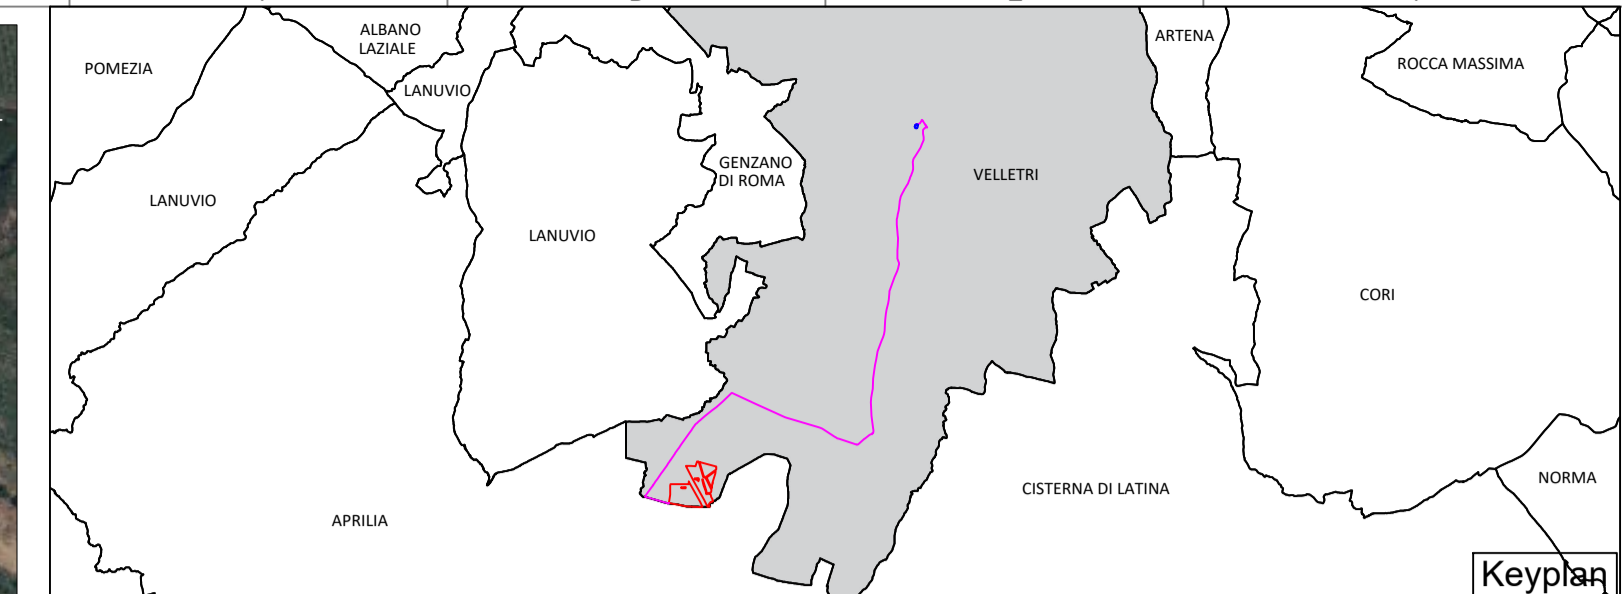 ALBANO
LAZIALE
ARTENA
POMEZIA
ROCCA MASSIMA
LANUVIO
GENZANO
DI ROMA
VELLETRI
LANUVIO
LANUVIO
CORI
NORMA
CISTERNA DI LATINA
APRILIA
Keyplan